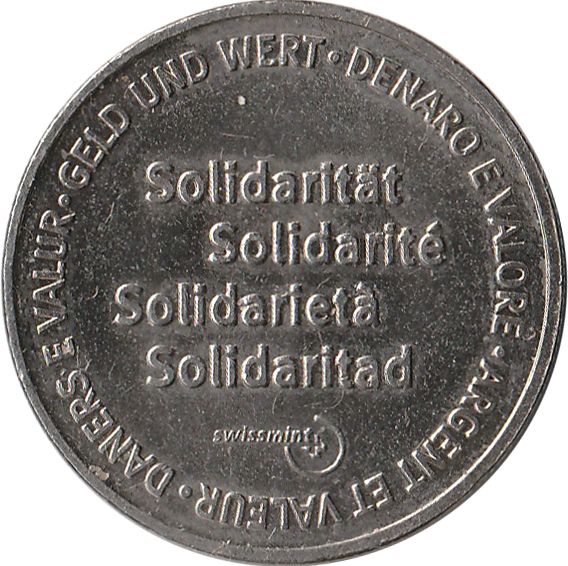 GELD UND WERT · DENARO E VALORE · ARGENT ET VALEUR · DANERS E VALUR ·
Solidarität
Solidarité
Solidarietà
Solidaritad
swissmint